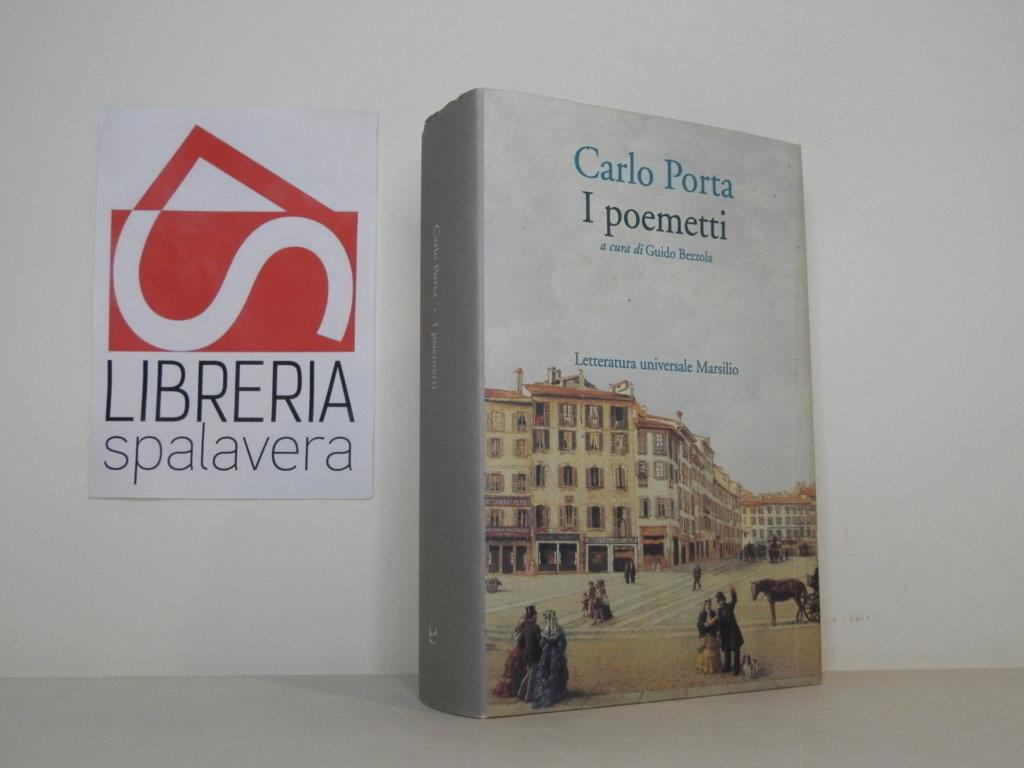 LIBRERIA
spalavera
Carlo Porta • I poemetti
Carlo Porta
I poemetti
a cura di Guido Bezzola
Letteratura universale Marsilio